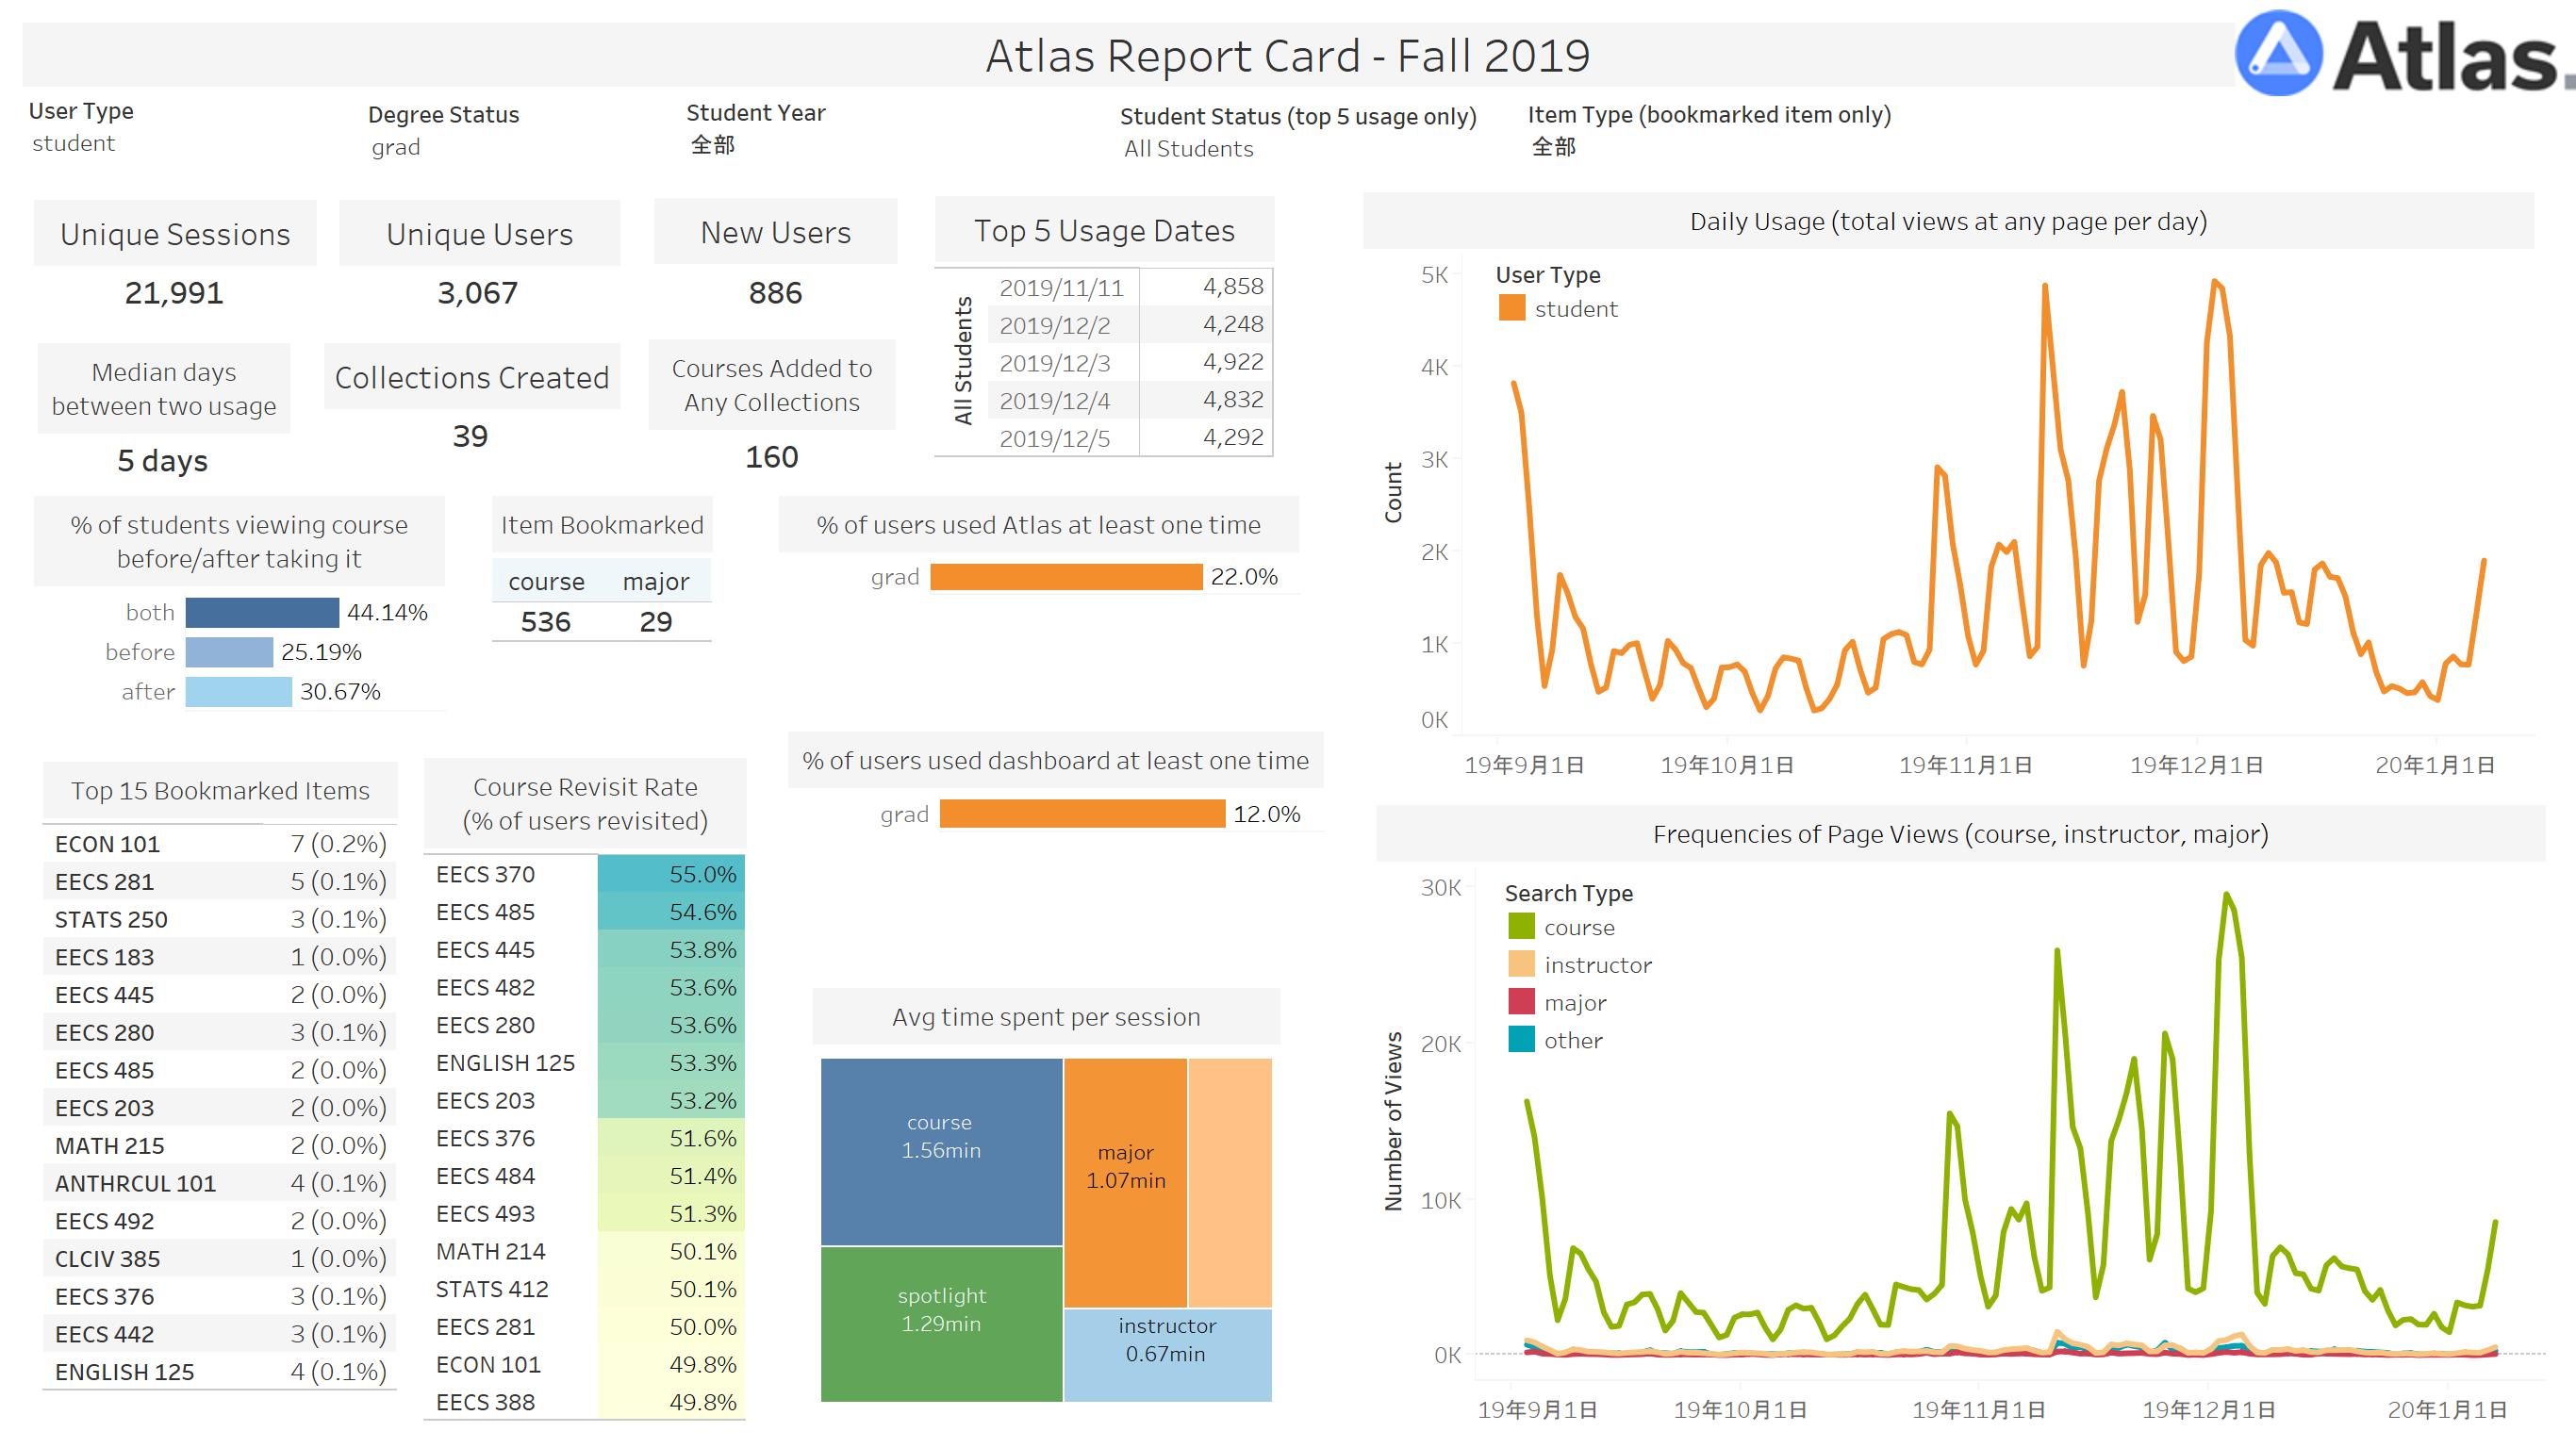 Atlas Report Card - Fall 2019
Atlas.
User Type
student
Degree Status
grad
Student Year
全部
Student Status (top 5 usage only)
All Students
Item Type (bookmarked item only)
全部
Unique Sessions
21,991
Unique Users
3,067
New Users
886
Median days
between two usage
5 days
Collections Created
39
Courses Added to
Any Collections
160
Top 5 Usage Dates
All Students
2019/11/11 4,858
2019/12/2 4,248
2019/12/3 4,922
2019/12/4 4,832
2019/12/5 4,292
% of students viewing course
before/after taking it
both 44.14%
before 25.19%
after 30.67%
Item Bookmarked
course major
536 29
% of users used Atlas at least one time
grad 22.0%
% of users used dashboard at least one time
grad 12.0%
Top 15 Bookmarked Items
ECON 101 7 (0.2%)
EECS 281 5 (0.1%)
STATS 250 3 (0.1%)
EECS 183 1 (0.0%)
EECS 445 2 (0.0%)
EECS 280 3 (0.1%)
EECS 485 2 (0.0%)
EECS 203 2 (0.0%)
MATH 215 2 (0.0%)
ANTHRCUL 101 4 (0.1%)
EECS 492 2 (0.0%)
CLCIV 385 1 (0.0%)
EECS 376 3 (0.1%)
EECS 442 3 (0.1%)
ENGLISH 125 4 (0.1%)
Course Revisit Rate
(% of users revisited)
EECS 370 55.0%
EECS 485 54.6%
EECS 445 53.8%
EECS 482 53.6%
EECS 280 53.6%
ENGLISH 125 53.3%
EECS 203 53.2%
EECS 376 51.6%
EECS 484 51.4%
EECS 493 51.3%
MATH 214 50.1%
STATS 412 50.1%
EECS 281 50.0%
ECON 101 49.8%
EECS 388 49.8%
Avg time spent per session
course
1.56min
spotlight
1.29min
major
1.07min
instructor
0.67min
Daily Usage (total views at any page per day)
User Type
student
Count
5K
4K
3K
2K
1K
0K
19年9月1日 19年10月1日 19年11月1日 19年12月1日 20年1月1日
Frequencies of Page Views (course, instructor, major)
Search Type
course
instructor
major
other
Number of Views
30K
20K
10K
0K
19年9月1日 19年10月1日 19年11月1日 19年12月1日 20年1月1日